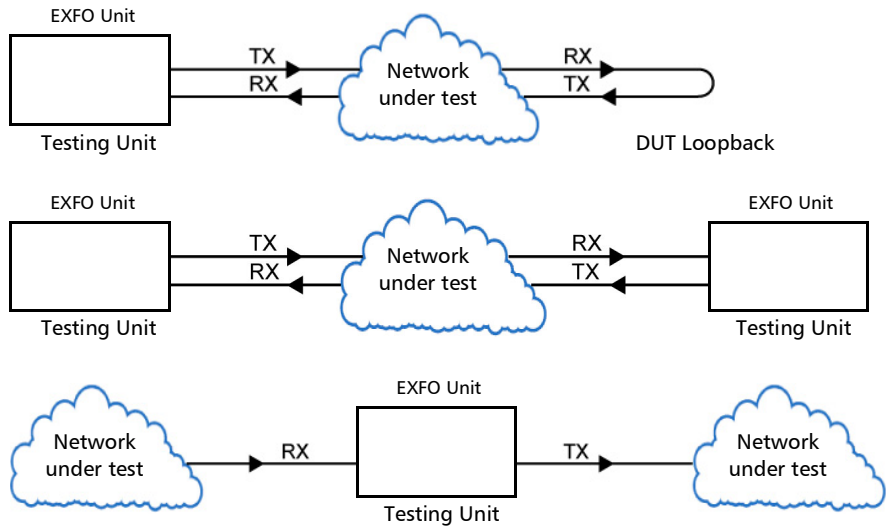 EXFO Unit
TX
RX
Network
under test
RX
TX
Testing Unit
DUT Loopback
EXFO Unit
EXFO Unit
TX
RX
Network
under test
RX
TX
Testing Unit
Testing Unit
EXFO Unit
Network
under test
RX
TX
Network
under test
Testing Unit